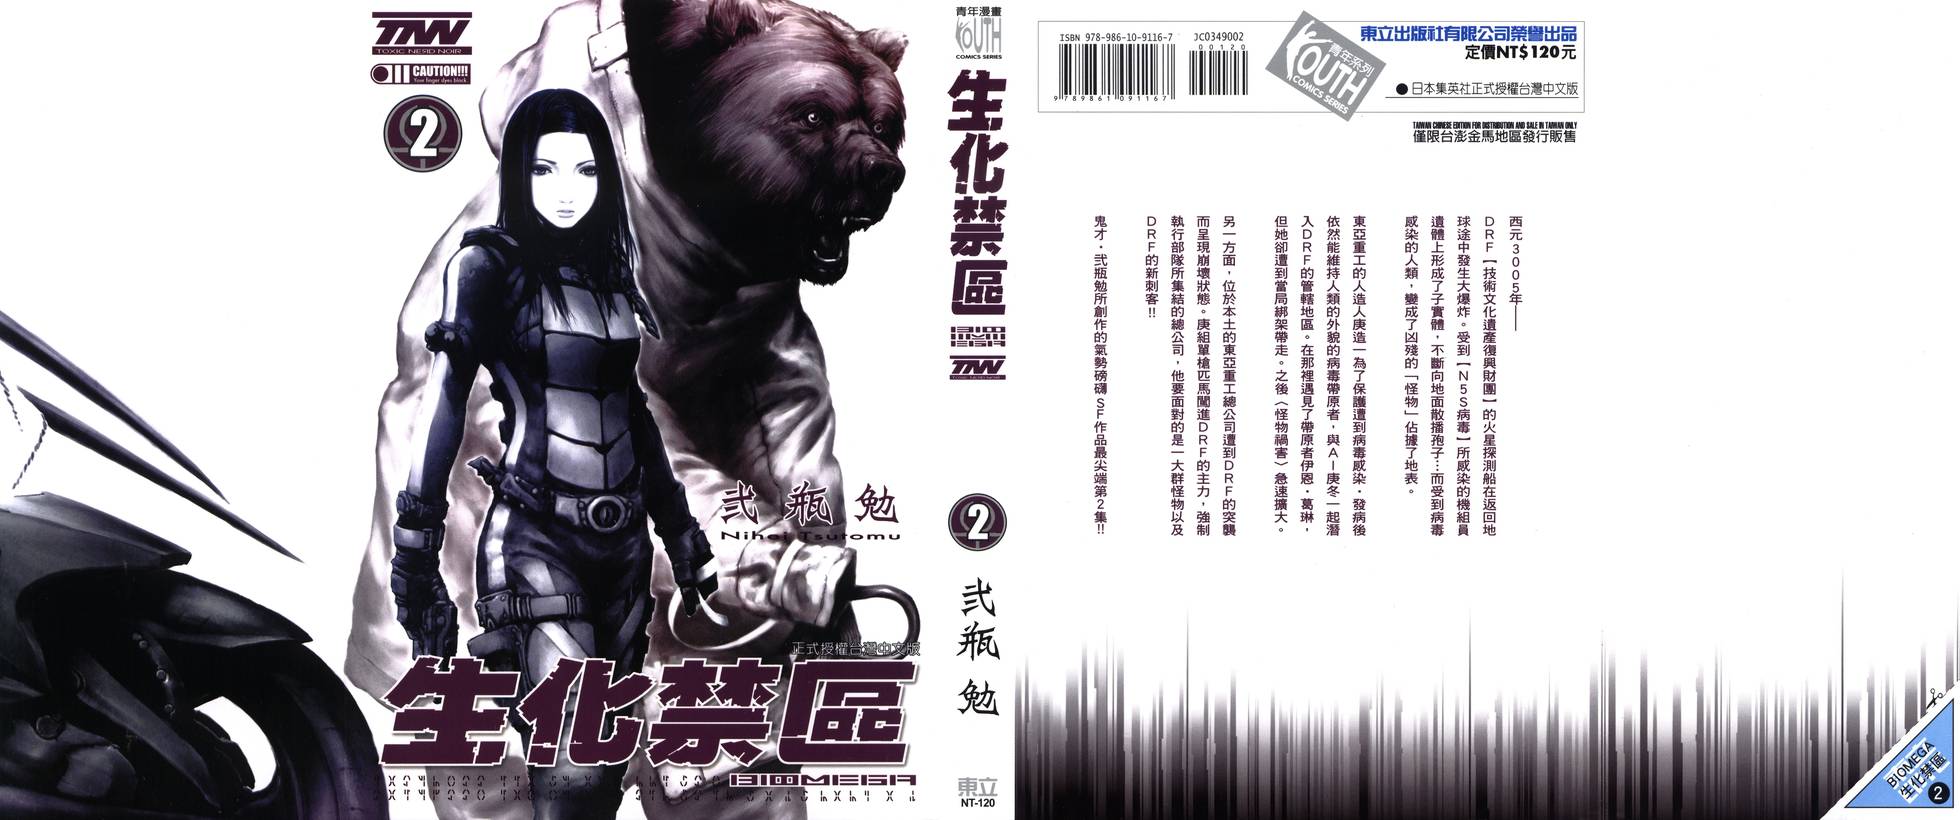 TNN
TOXIC NERD NOIR
CAUTION!!!
Your finger dyes black.
2
弐瓶勉
Nihei Tsutomu
正式授權台灣中文版
生化禁區
BIOMEGA
青年漫畫
YOUTH
COMICS SERIES
生化禁區
BIOMEGA
TNN
TOXIC NERD NOIR
2
弐瓶勉
東立
NT-120
ISBN 978-986-10-9116-7
JC0349002
00120
9 789861 091167
青年系列
YOUTH
COMICS SERIES
東立出版社有限公司榮譽出品
定價NT$120元
●日本集英社正式授權台灣中文版
TAIWAN CHINESE EDITION FOR DISTRIBUTION AND SALE IN TAIWAN ONLY
僅限台澎金馬地區發行販售
西元3005年──
DRF【技術文化遺產復興財團】的火星探測船在返回地
球途中發生大爆炸。受到【N5S病毒】所感染的機組員
遺體上形成了子實體，不斷向地面散播孢子…而受到病毒
感染的人類，變成了凶殘的「怪物」佔據了地表。
東亞重工的人造人庚造一為了保護遭到病毒感染・發病後
依然能維持人類的外貌的病毒帶原者，與AI庚冬一起潛
入DRF的管轄地區。在那裡遇見了帶原者伊恩・葛琳，
但她卻遭到當局綁架帶走。之後〈怪物禍害〉急速擴大。
另一方面，位於本土的東亞重工總公司遭到DRF的突襲
而呈現崩壞狀態。庚組單槍匹馬闖進DRF的主力，強制
執行部隊所集結的總公司，他要面對的是一大群怪物以及
DRF的新刺客!!
鬼才・弐瓶勉所創作的氣勢磅礴SF作品最尖端第2集!!
BIOMEGA
生化禁區
2